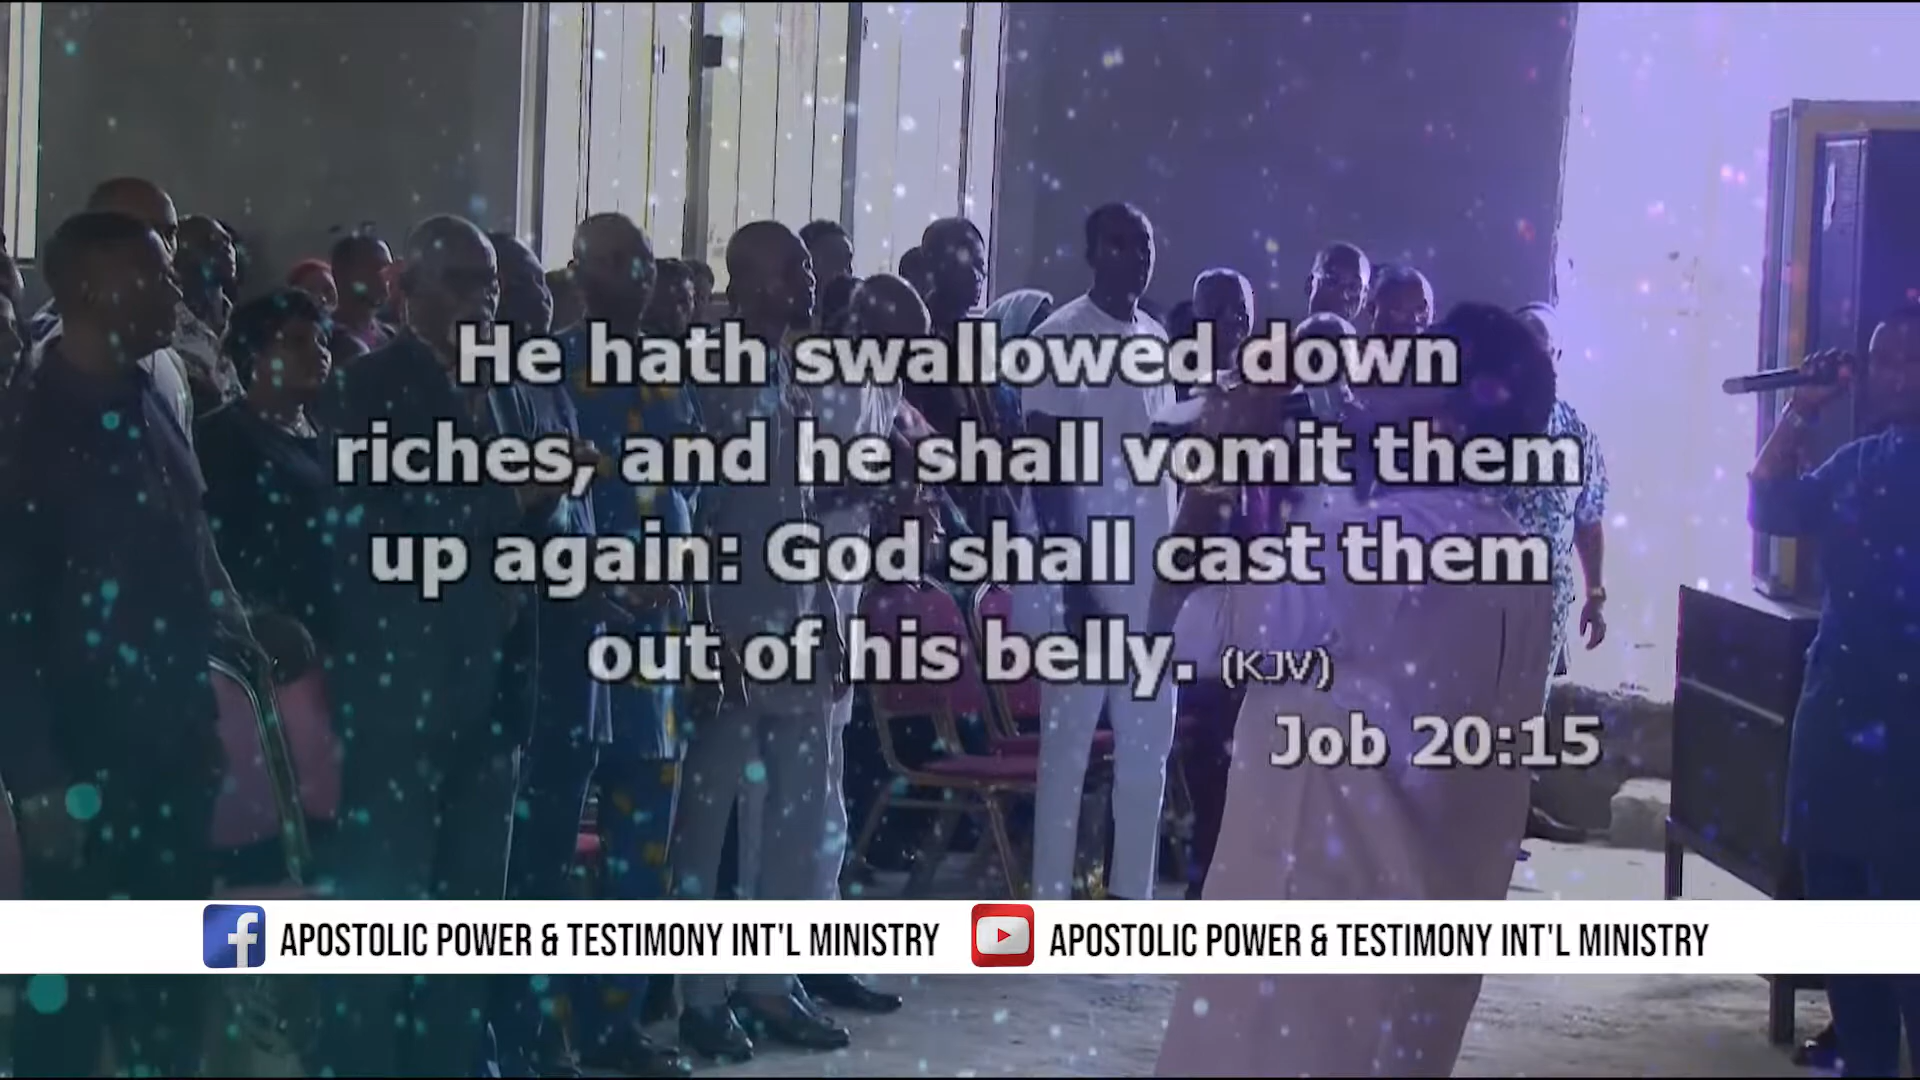 He hath swallowed down
riches, and he shall vomit them
up again: God shall cast them
out of his belly. (KJV)
Job 20:15
APOSTOLIC POWER & TESTIMONY INT'L MINISTRY APOSTOLIC POWER & TESTIMONY INT'L MINISTRY